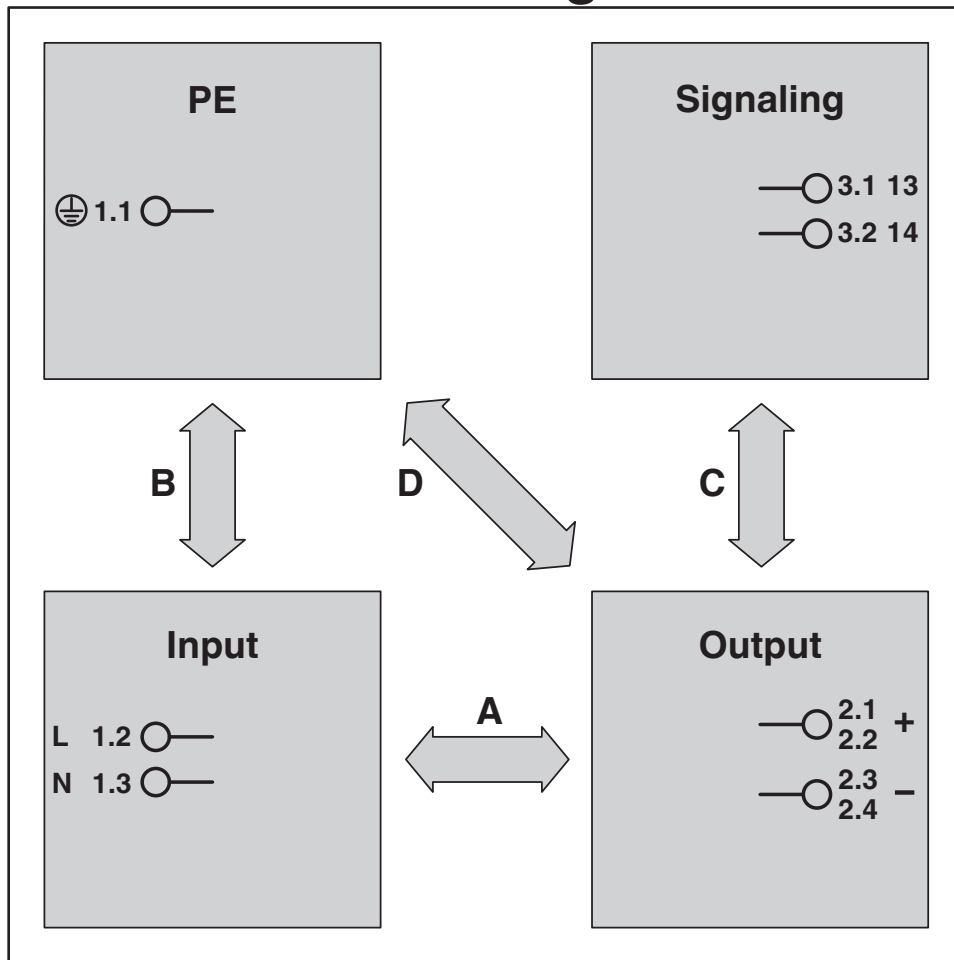 PE
1.1
Signaling
3.1 13
3.2 14
B
D
C
Input
L 1.2
N 1.3
A
Output
2.1
2.2 +
2.3
2.4 –